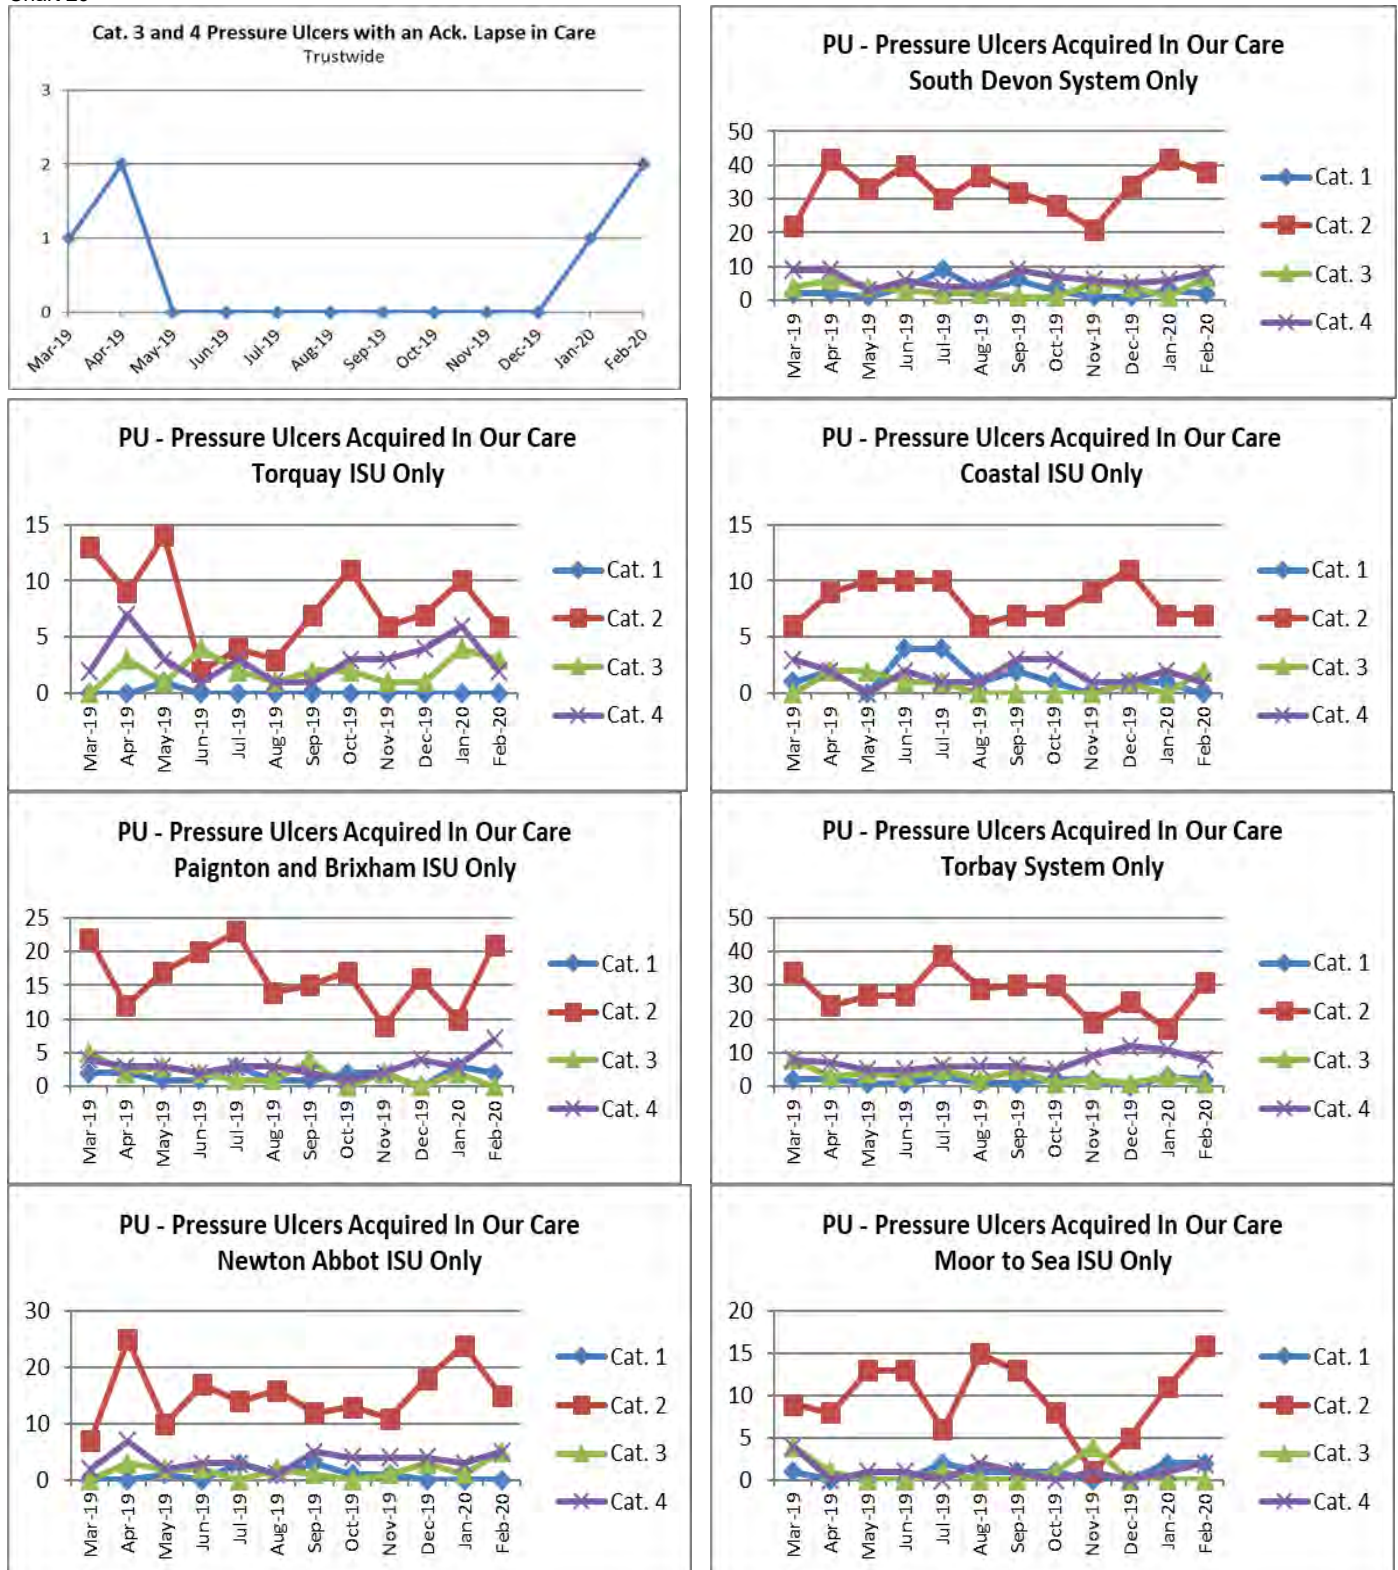 Cat. 3 and 4 Pressure Ulcers with an Ack. Lapse in Care
Trustwide
3
2
1
0
Mar-19 Apr-19 May-19 Jun-19 Jul-19 Aug-19 Sep-19 Oct-19 Nov-19 Dec-19 Jan-20 Feb-20
PU - Pressure Ulcers Acquired In Our Care
South Devon System Only
50
40
30
20
10
0
Mar-19 Apr-19 May-19 Jun-19 Jul-19 Aug-19 Sep-19 Oct-19 Nov-19 Dec-19 Jan-20 Feb-20
Cat. 1
Cat. 2
Cat. 3
Cat. 4
PU - Pressure Ulcers Acquired In Our Care
Torquay ISU Only
15
10
5
0
Mar-19 Apr-19 May-19 Jun-19 Jul-19 Aug-19 Sep-19 Oct-19 Nov-19 Dec-19 Jan-20 Feb-20
Cat. 1
Cat. 2
Cat. 3
Cat. 4
PU - Pressure Ulcers Acquired In Our Care
Coastal ISU Only
15
10
5
0
Mar-19 Apr-19 May-19 Jun-19 Jul-19 Aug-19 Sep-19 Oct-19 Nov-19 Dec-19 Jan-20 Feb-20
Cat. 1
Cat. 2
Cat. 3
Cat. 4
PU - Pressure Ulcers Acquired In Our Care
Paignton and Brixham ISU Only
25
20
15
10
5
0
Mar-19 Apr-19 May-19 Jun-19 Jul-19 Aug-19 Sep-19 Oct-19 Nov-19 Dec-19 Jan-20 Feb-20
Cat. 1
Cat. 2
Cat. 3
Cat. 4
PU - Pressure Ulcers Acquired In Our Care
Torbay System Only
50
40
30
20
10
0
Mar-19 Apr-19 May-19 Jun-19 Jul-19 Aug-19 Sep-19 Oct-19 Nov-19 Dec-19 Jan-20 Feb-20
Cat. 1
Cat. 2
Cat. 3
Cat. 4
PU - Pressure Ulcers Acquired In Our Care
Newton Abbot ISU Only
30
20
10
0
Mar-19 Apr-19 May-19 Jun-19 Jul-19 Aug-19 Sep-19 Oct-19 Nov-19 Dec-19 Jan-20 Feb-20
Cat. 1
Cat. 2
Cat. 3
Cat. 4
PU - Pressure Ulcers Acquired In Our Care
Moor to Sea ISU Only
20
15
10
5
0
Mar-19 Apr-19 May-19 Jun-19 Jul-19 Aug-19 Sep-19 Oct-19 Nov-19 Dec-19 Jan-20 Feb-20
Cat. 1
Cat. 2
Cat. 3
Cat. 4